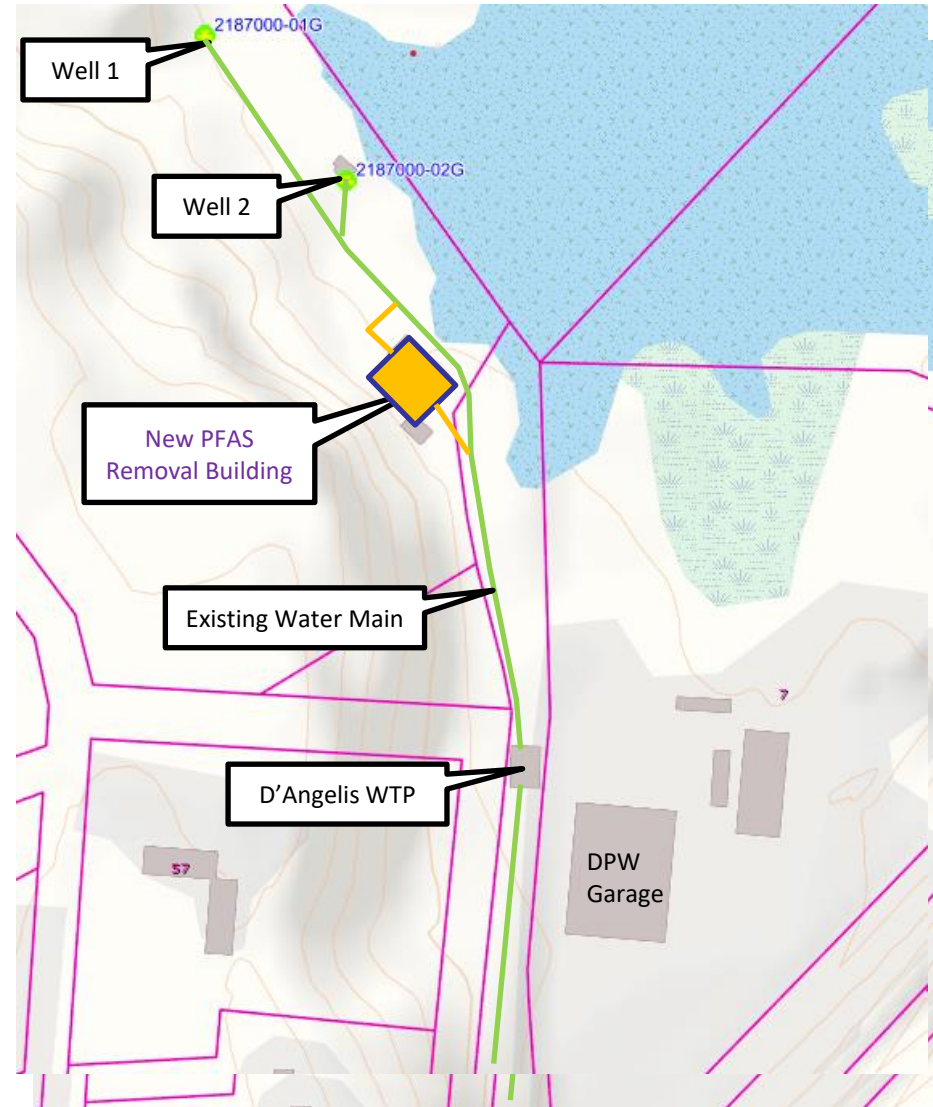 2187000-01G
Well 1
2187000-02G
Well 2
New PFAS
Removal Building
Existing Water Main
7
D’Angelis WTP
57
DPW
Garage